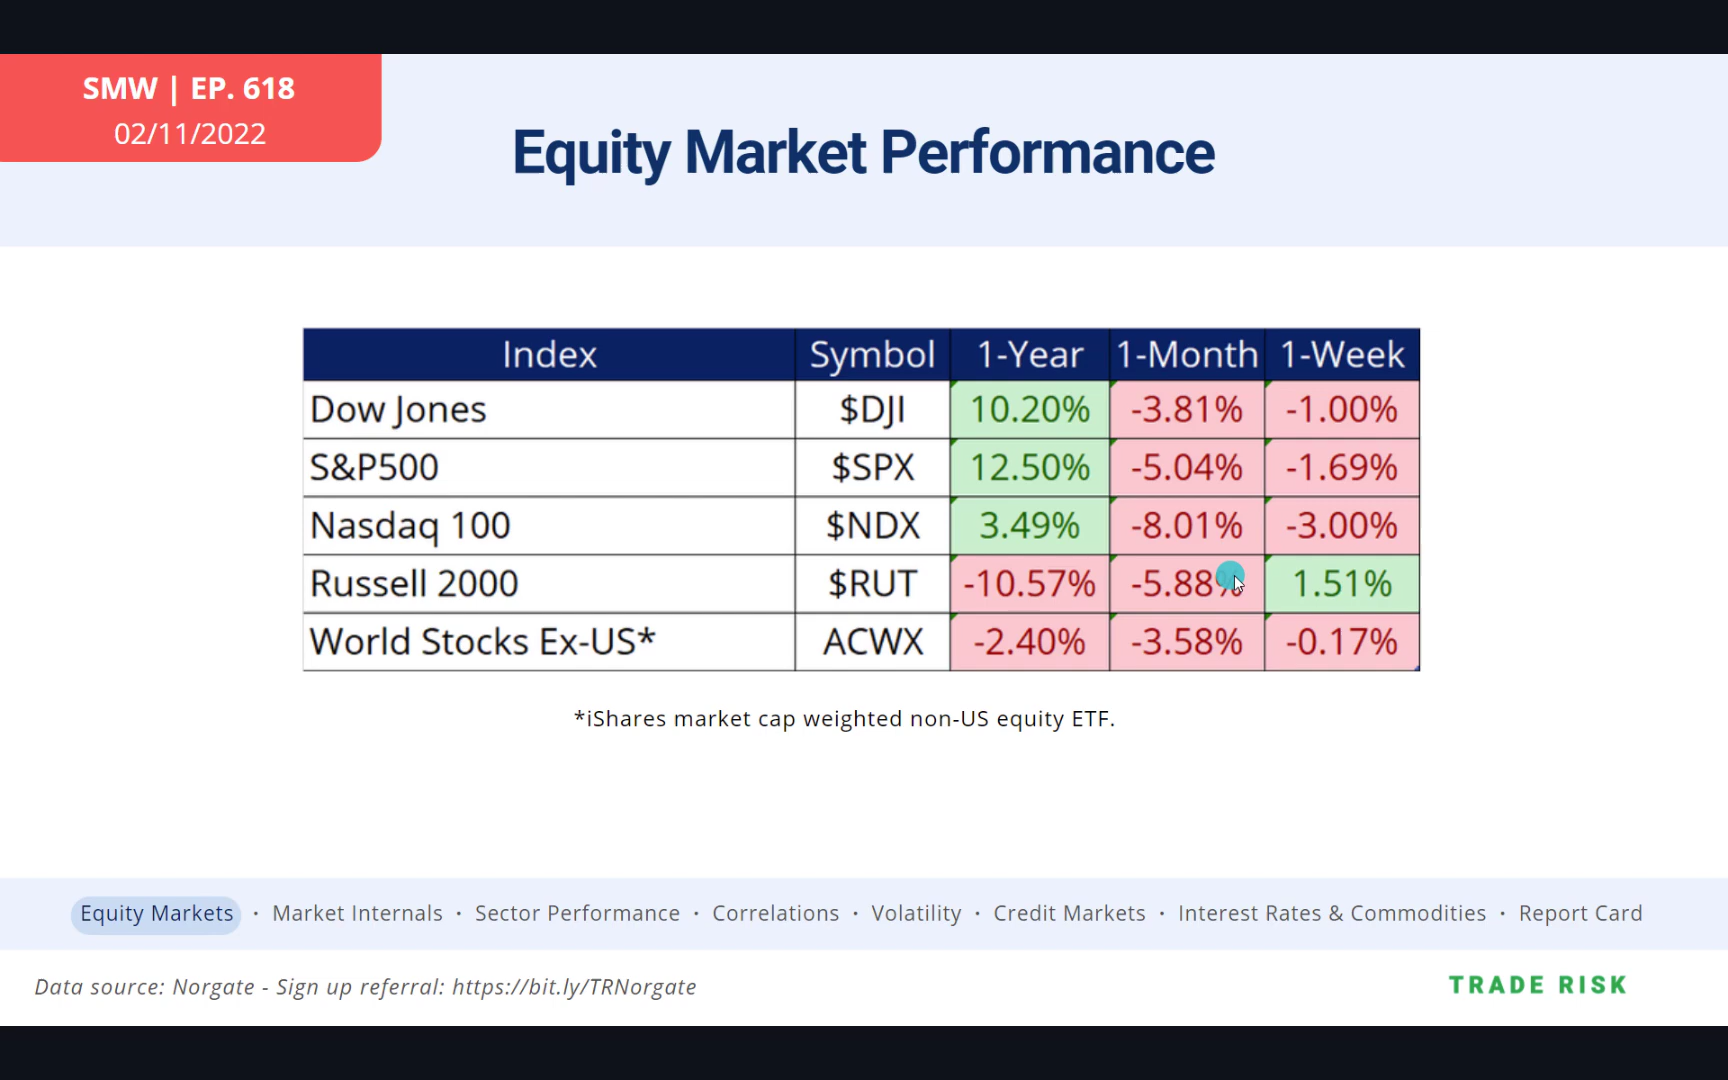 SMW | EP. 618
02/11/2022
Equity Market Performance
Index Symbol 1-Year 1-Month 1-Week
Dow Jones $DJI 10.20% -3.81% -1.00%
S&P500 $SPX 12.50% -5.04% -1.69%
Nasdaq 100 $NDX 3.49% -8.01% -3.00%
Russell 2000 $RUT -10.57% -5.88% 1.51%
World Stocks Ex-US* ACWX -2.40% -3.58% -0.17%
*iShares market cap weighted non-US equity ETF.
Equity Markets · Market Internals · Sector Performance · Correlations · Volatility · Credit Markets · Interest Rates & Commodities · Report Card
Data source: Norgate - Sign up referral: https://bit.ly/TRNorgate
TRADE RISK